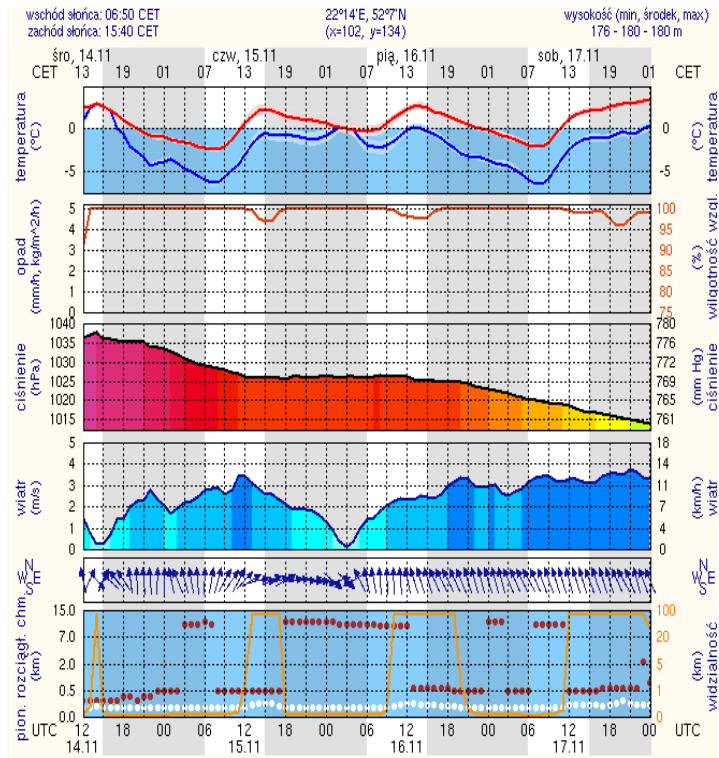 wschód słońca: 06:50 CET 22°14'E, 52°7'N wysokość (min, środek, max)
zachód słońca: 15:40 CET (x=102, y=134) 176 - 180 - 180 m
śro, 14.11 czw, 15.11 pią, 16.11 sob, 17.11
CET 13 19 01 07 13 19 01 07 13 19 01 07 13 19 01 CET
temperatura (°C)
0
-5
0
-5
(°C) temperatura
opad (mm/h, kg/m^2/h)
5
4
3
2
1
0
100
95
90
85
80
75
(%) wilgotność wzgl.
ciśnienie (hPa)
1040
1035
1030
1025
1020
1015
780
776
772
769
765
761
(mm Hg) ciśnienie
wiatr (m/s)
5
4
3
2
1
0
18
14
11
7
4
0
(km/h) wiatr
N
W E
S
N
W E
S
pion. rozciągł. chm. (km)
15.0
7.0
2.0
0.5
0.0
100
20
5
1
0
(km) widzialność
UTC 12 18 00 06 12 18 00 06 12 18 00 06 12 18 00 UTC
14.11 15.11 16.11 17.11